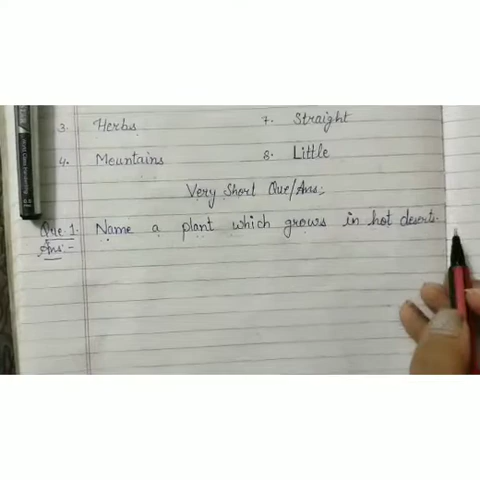 3. Herbs 7. Straight
4. Meuntains 8. Little
Very Short Que/Ans:
Que.1. Name a plant which grows in hot deserts.
Ans:-